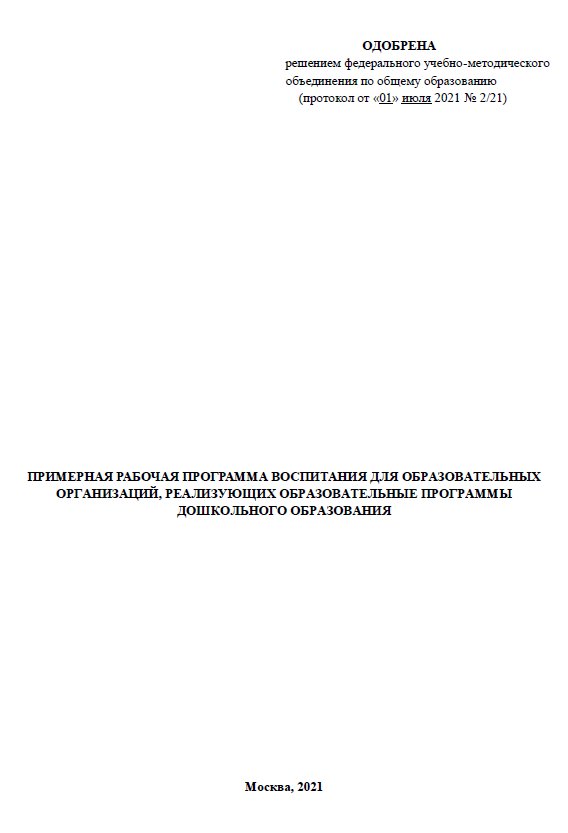 ОДОБРЕНА
решением федерального учебно-методического
объединения по общему образованию
(протокол от «01» июля 2021 № 2/21)
ПРИМЕРНАЯ РАБОЧАЯ ПРОГРАММА ВОСПИТАНИЯ ДЛЯ ОБРАЗОВАТЕЛЬНЫХ
ОРГАНИЗАЦИЙ, РЕАЛИЗУЮЩИХ ОБРАЗОВАТЕЛЬНЫЕ ПРОГРАММЫ
ДОШКОЛЬНОГО ОБРАЗОВАНИЯ
Москва, 2021